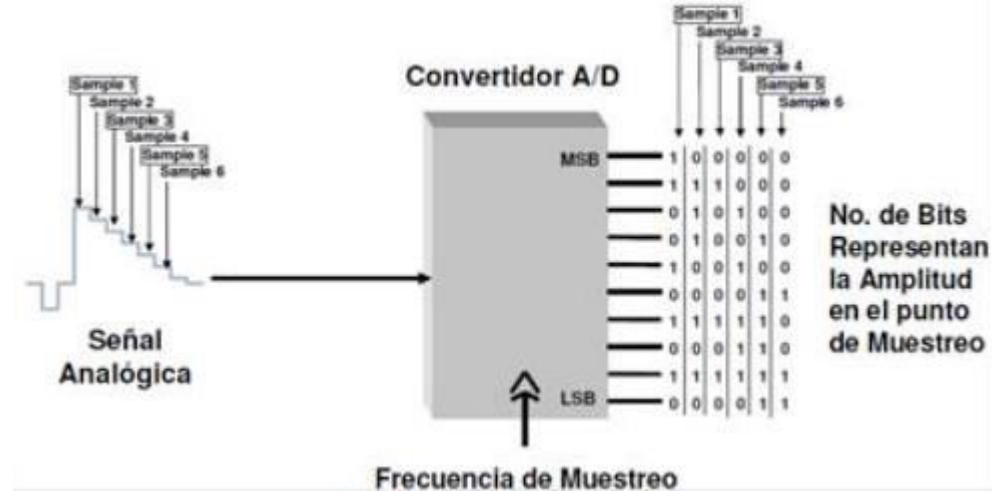 Sample 1
Sample 2
Sample 3
Sample 4
Sample 5
Sample 6
Convertidor A/D
Sample 1
Sample 2
Sample 3
Sample 4
Sample 5
Sample 6
MSB
1 0 0 0 0 0
1 1 1 0 0 0
0 1 0 1 0 0
0 1 0 0 1 0
1 0 0 1 0 0
0 0 0 0 1 1
1 1 1 1 1 0
0 0 0 1 1 0
1 1 1 1 1 1
LSB
0 0 0 0 1 1
No. de Bits
Representan
la Amplitud
en el punto
de Muestreo
Señal
Analógica
Frecuencia de Muestreo